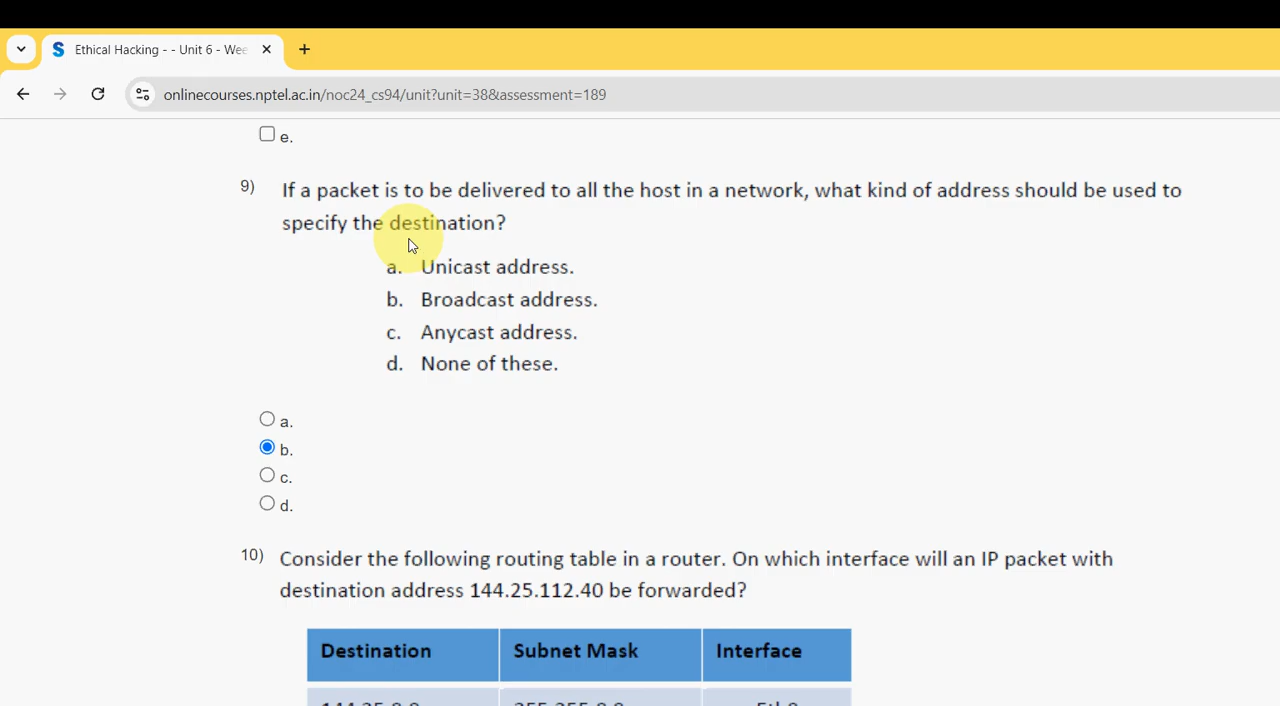 Ethical Hacking - - Unit 6 - Wee
onlinecourses.nptel.ac.in/noc24_cs94/unit?unit=38&assessment=189
e.
9) If a packet is to be delivered to all the host in a network, what kind of address should be used to
specify the destination?
a. Unicast address.
b. Broadcast address.
c. Anycast address.
d. None of these.
a.
b.
c.
d.
10) Consider the following routing table in a router. On which interface will an IP packet with
destination address 144.25.112.40 be forwarded?
Destination Subnet Mask Interface